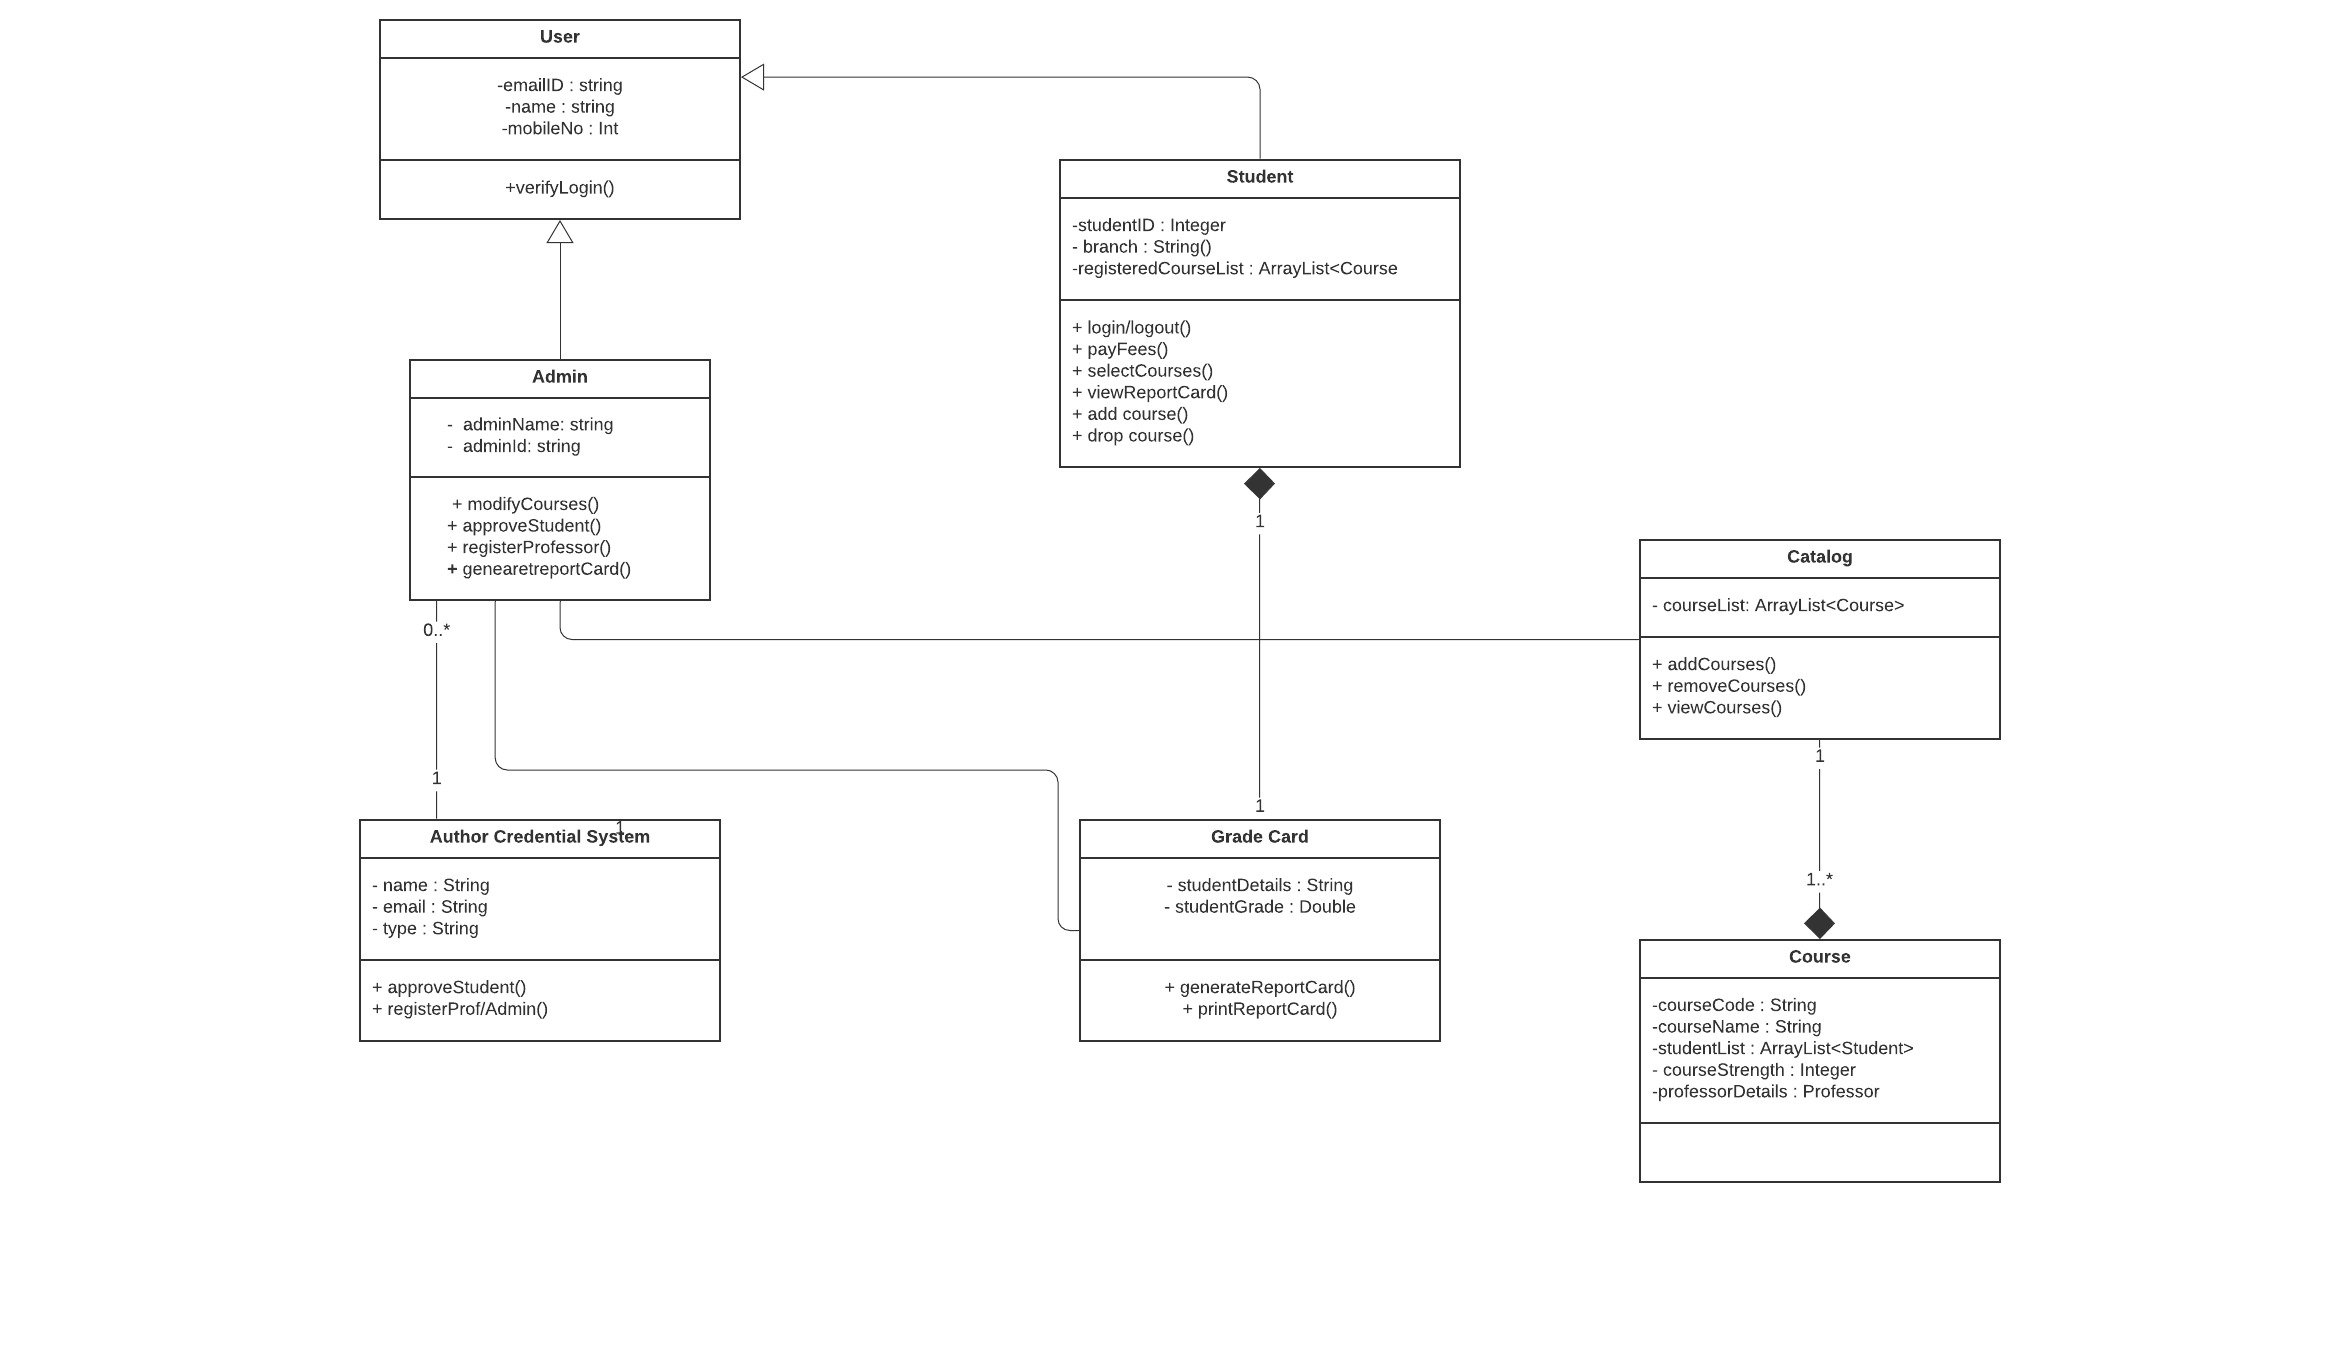 User
-emailID : string
-name : string
-mobileNo : Int
+verifyLogin()
Student
-studentID : Integer
- branch : String()
-registeredCourseList : ArrayList<Course
+ login/logout()
+ payFees()
+ selectCourses()
+ viewReportCard()
+ add course()
+ drop course()
1
Admin
- adminName: string
- adminId: string
+ modifyCourses()
+ approveStudent()
+ registerProfessor()
+ genearetreportCard()
0..*
1
Catalog
- courseList: ArrayList<Course>
+ addCourses()
+ removeCourses()
+ viewCourses()
1
1..*
1
Author Credential System
- name : String
- email : String
- type : String
+ approveStudent()
+ registerProf/Admin()
1
Grade Card
- studentDetails : String
- studentGrade : Double
+ generateReportCard()
+ printReportCard()
Course
-courseCode : String
-courseName : String
-studentList : ArrayList<Student>
- courseStrength : Integer
-professorDetails : Professor